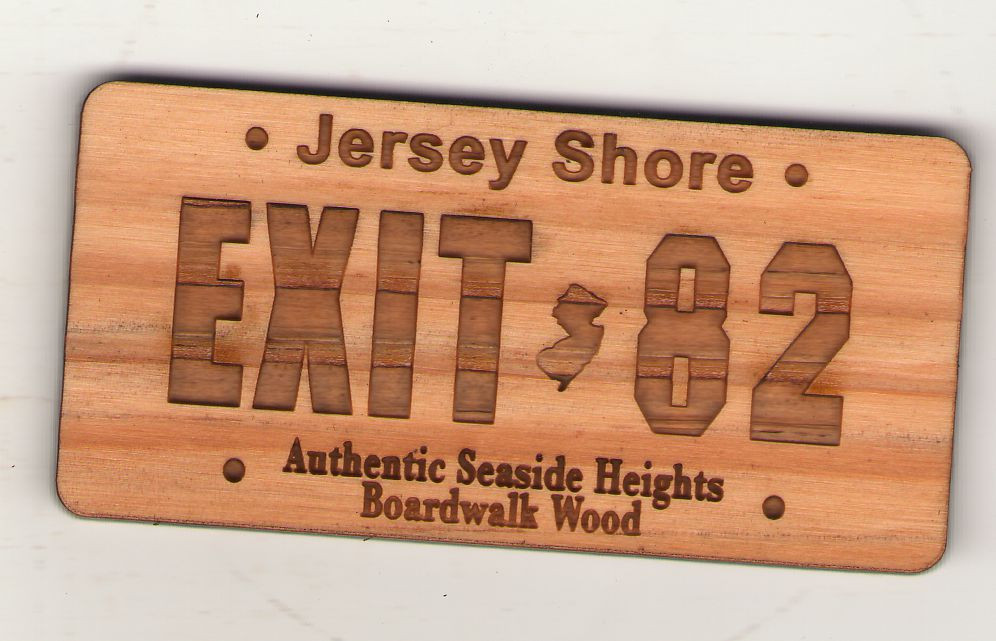 Jersey Shore
EXIT 82
Authentic Seaside Heights
Boardwalk Wood